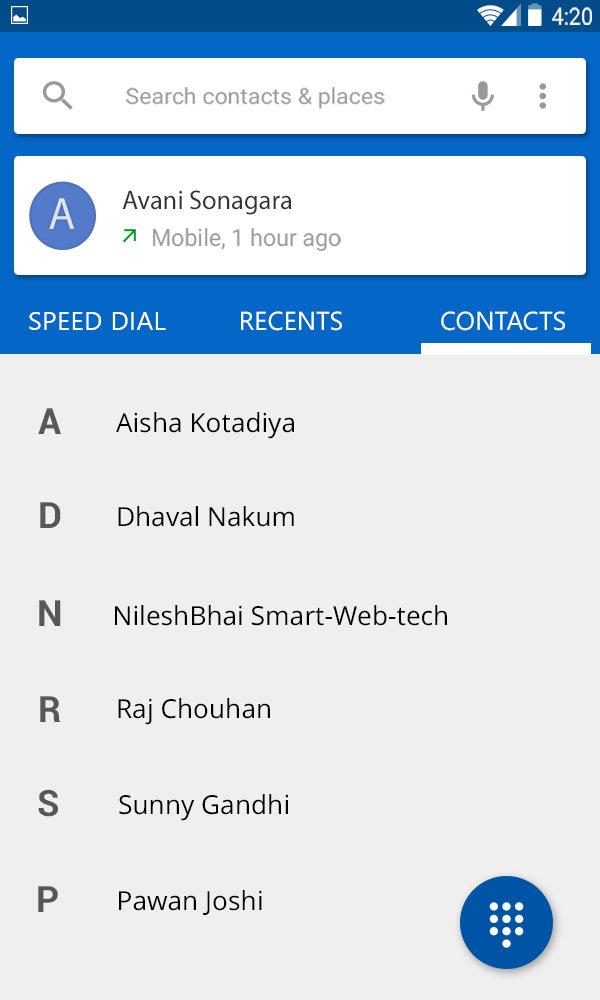 4:20
Search contacts & places
A
Avani Sonagara
Mobile, 1 hour ago
SPEED DIAL RECENTS CONTACTS
A Aisha Kotadiya
D Dhaval Nakum
N NileshBhai Smart-Web-tech
R Raj Chouhan
S Sunny Gandhi
P Pawan Joshi